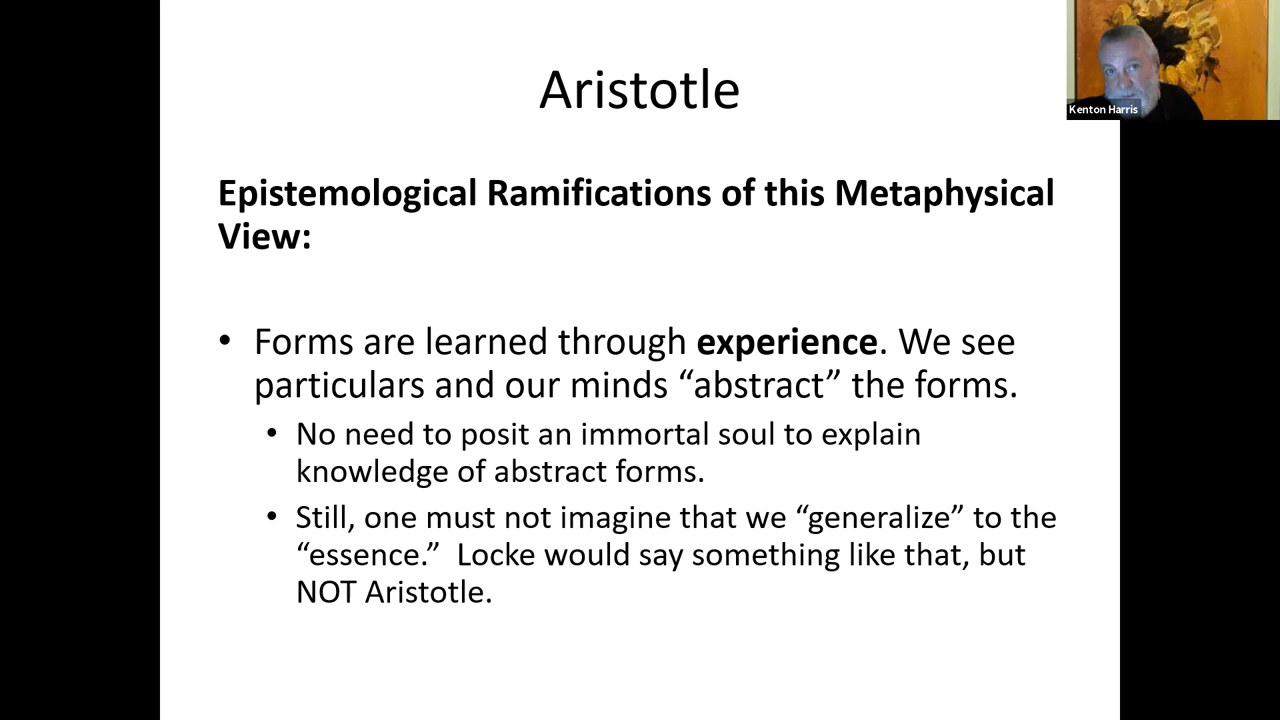 Aristotle
Kenton Harris
Epistemological Ramifications of this Metaphysical
View:
• Forms are learned through experience. We see
particulars and our minds “abstract” the forms.
• No need to posit an immortal soul to explain
knowledge of abstract forms.
• Still, one must not imagine that we “generalize” to the
“essence.”  Locke would say something like that, but
NOT Aristotle.